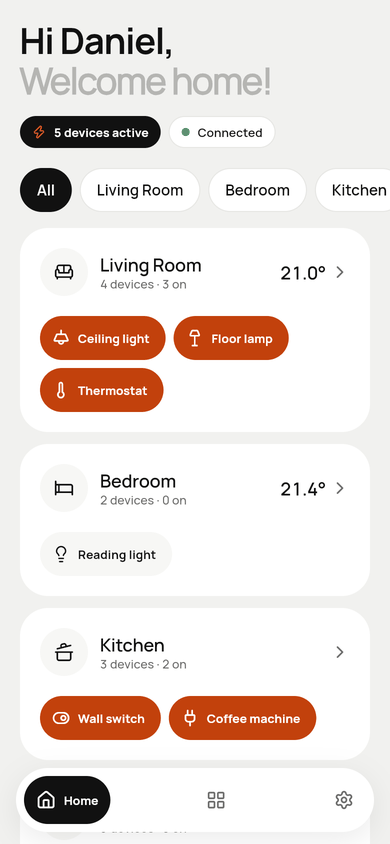 Hi Daniel,
Welcome home!
5 devices active
Connected
All
Living Room
Bedroom
Kitchen
Living Room
4 devices · 3 on
21.0°
Ceiling light
Floor lamp
Thermostat
Bedroom
2 devices · 0 on
21.4°
Reading light
Kitchen
3 devices · 2 on
Wall switch
Coffee machine
Home